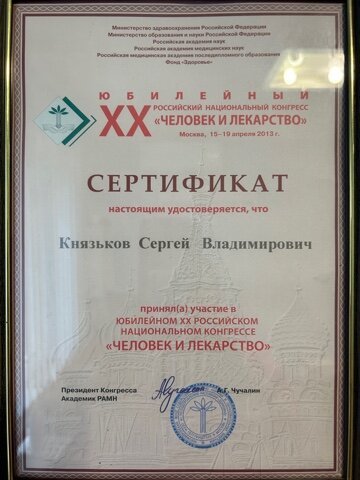 Министерство здравоохранения Российской Федерации
Министерство образования и науки Российской Федерации
Российская академия наук
Российская академия медицинских наук
Российская медицинская академия последипломного образования
Фонд «Здоровье»
ЮБИЛЕЙНЫЙ
XX РОССИЙСКИЙ НАЦИОНАЛЬНЫЙ КОНГРЕСС
«ЧЕЛОВЕК И ЛЕКАРСТВО»
Москва, 15–19 апреля 2013 г.
СЕРТИФИКАТ
настоящим удостоверяется, что
Князьков Сергей Владимирович
принял(а) участие в
ЮБИЛЕЙНОМ XX РОССИЙСКОМ
НАЦИОНАЛЬНОМ КОНГРЕССЕ
«ЧЕЛОВЕК И ЛЕКАРСТВО»
Президент Конгресса
Академик РАМН
А.Г. Чучалин